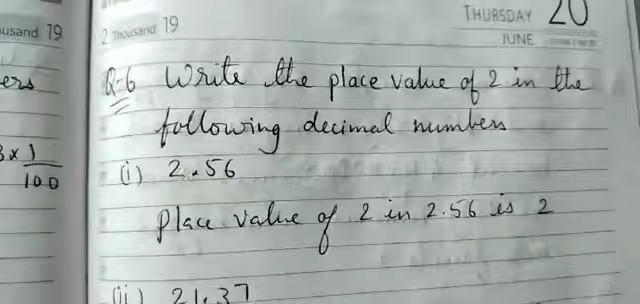 usand 19
2 Thousand 19
THURSDAY 20
JUNE
ers
Q-6 Write the place value of 2 in the
following decimal numbers
3 x 1
100
(i) 2.56
Place value of 2 in 2.56 is 2
(ii) 21.37